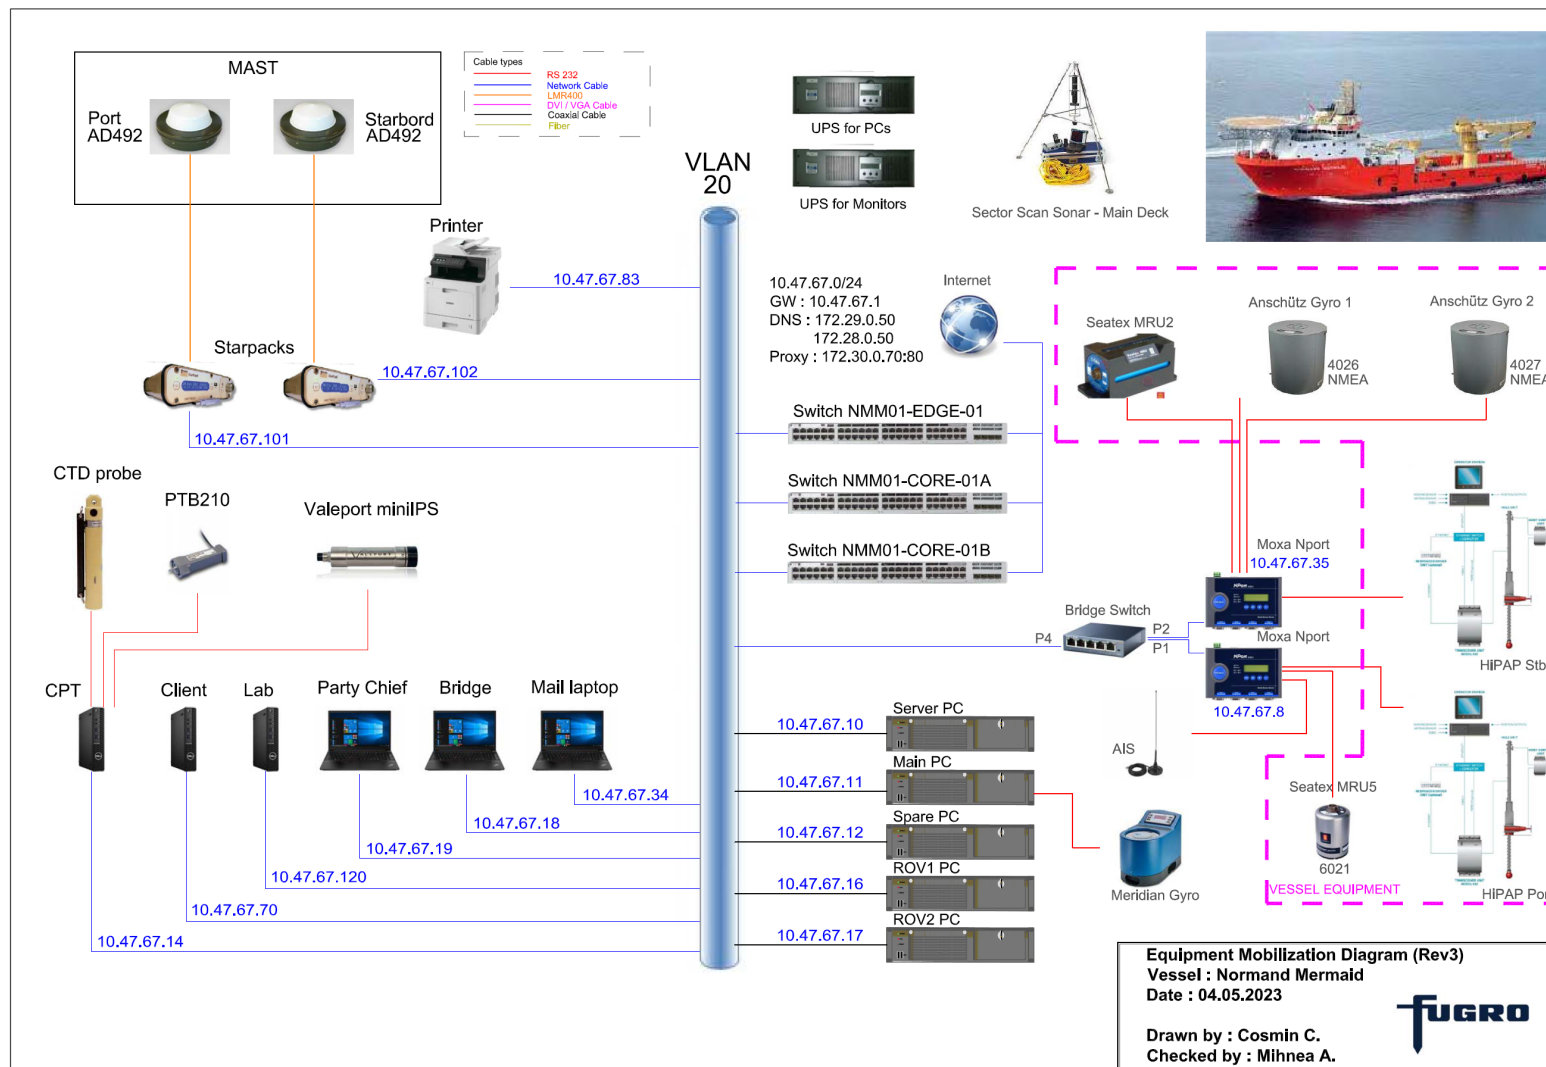 MAST
Port
AD492
Starbord
AD492
Cable types
RS 232
Network Cable
LMR400
DVI / VGA Cable
Coaxial Cable
Fiber
UPS for PCs
UPS for Monitors
Sector Scan Sonar - Main Deck
VLAN
20
Printer
10.47.67.83
10.47.67.0/24
GW : 10.47.67.1
DNS : 172.29.0.50
172.28.0.50
Proxy : 172.30.0.70:80
Internet
Seatex MRU2
Anschütz Gyro 1
4026
NMEA
Anschütz Gyro 2
4027
NMEA
Starpacks
10.47.67.102
10.47.67.101
Switch NMM01-EDGE-01
Switch NMM01-CORE-01A
Switch NMM01-CORE-01B
CTD probe
PTB210
Valeport miniIPS
Moxa Nport
10.47.67.35
Bridge Switch
P4
P2
P1
Moxa Nport
10.47.67.8
HiPAP Stb
CPT
Client
Lab
Party Chief
Bridge
Mail laptop
10.47.67.34
10.47.67.18
10.47.67.19
10.47.67.120
10.47.67.70
10.47.67.14
Server PC
10.47.67.10
Main PC
10.47.67.11
Spare PC
10.47.67.12
ROV1 PC
10.47.67.16
ROV2 PC
10.47.67.17
AIS
Meridian Gyro
Seatex MRU5
6021
VESSEL EQUIPMENT
HiPAP Por
Equipment Mobilization Diagram (Rev3)
Vessel : Normand Mermaid
Date : 04.05.2023
Drawn by : Cosmin C.
Checked by : Mihnea A.
FUGRO